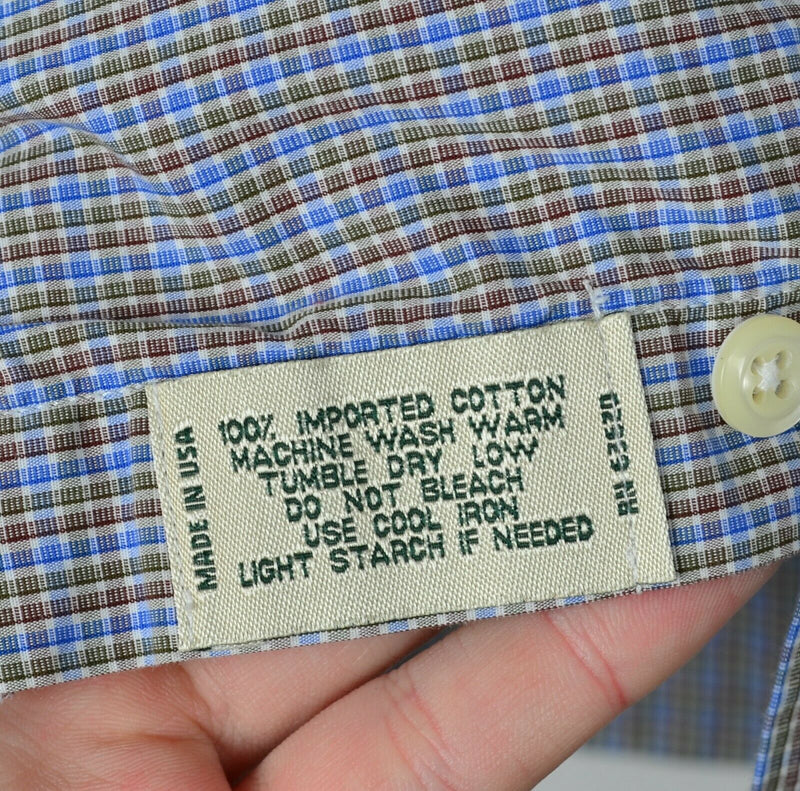 100% IMPORTED COTTON
MACHINE WASH WARM
TUMBLE DRY LOW
DO NOT BLEACH
USE COOL IRON
LIGHT STARCH IF NEEDED
MADE IN USA
RN 63620